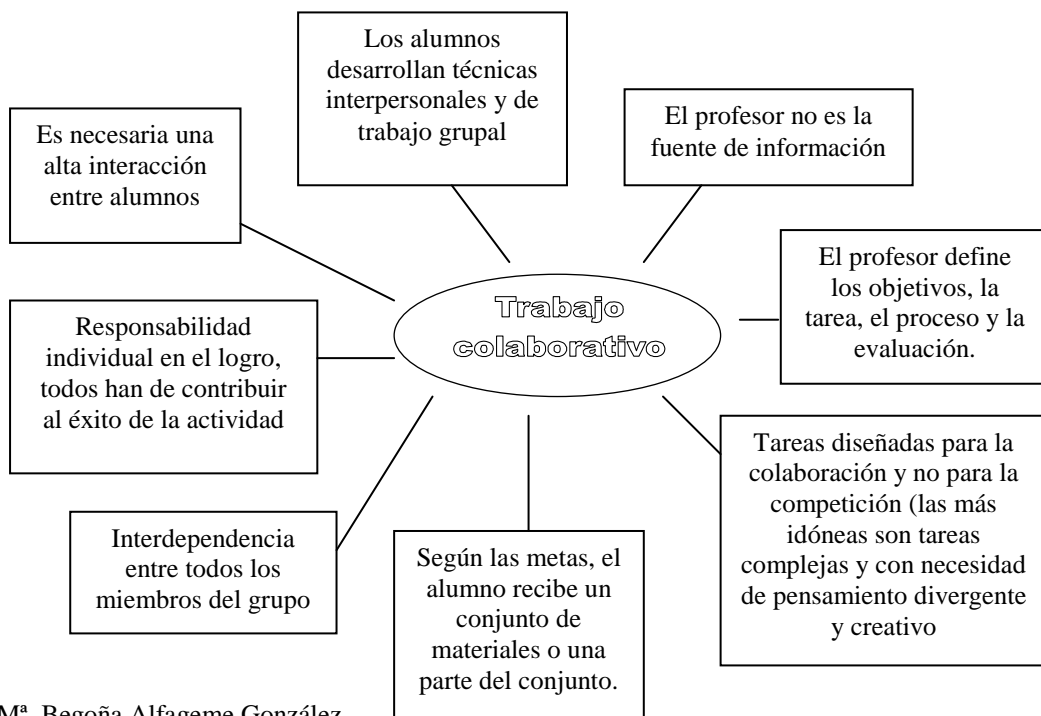 Los alumnos
desarrollan técnicas
interpersonales y de
trabajo grupal
El profesor no es la
fuente de información
Es necesaria una
alta interacción
entre alumnos
El profesor define
los objetivos, la
tarea, el proceso y la
evaluación.
Trabajo
colaborativo
Responsabilidad
individual en el logro,
todos han de contribuir
al éxito de la actividad
Tareas diseñadas para la
colaboración y no para la
competición (las más
idóneas son tareas
complejas y con necesidad
de pensamiento divergente
y creativo
Interdependencia
entre todos los
miembros del grupo
Según las metas, el
alumno recibe un
conjunto de
materiales o una
parte del conjunto.
Mª. Begoña Alfageme González